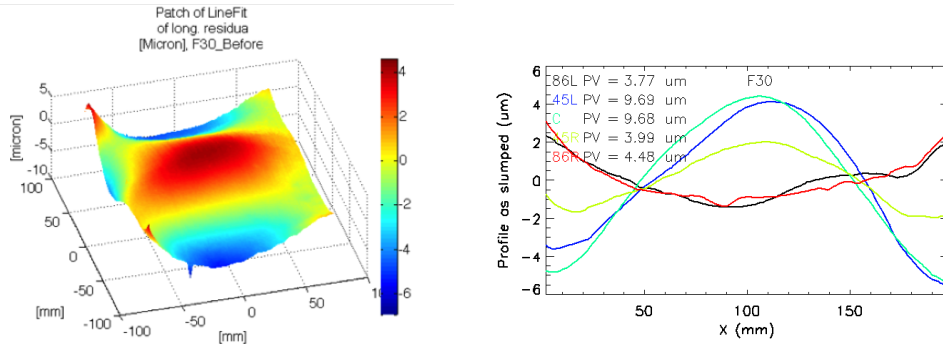 Patch of LineFit
of long. residua
[Micron], F30_Before
[micron]
5
0
-5
-10
100
50
0
-50
-100
[mm]
-100
-50
0
50
10
[mm]
4
2
0
-2
-4
-6
F30
86L PV = 3.77 um
45L PV = 9.69 um
C PV = 9.68 um
5R PV = 3.99 um
86R PV = 4.48 um
Profile as slumped (um)
6
4
2
0
-2
-4
-6
50
100
150
X (mm)